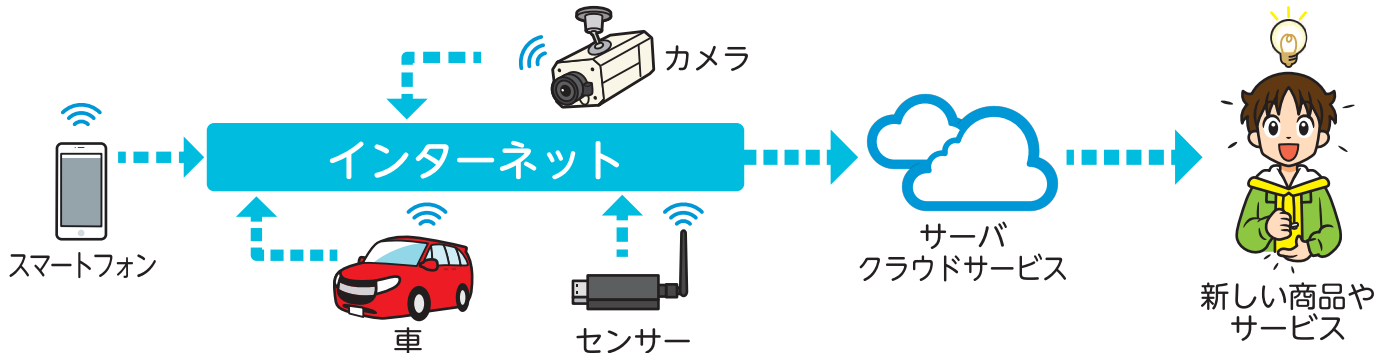 カメラ
インターネット
スマートフォン
車
センサー
サーバ
クラウドサービス
新しい商品や
サービス